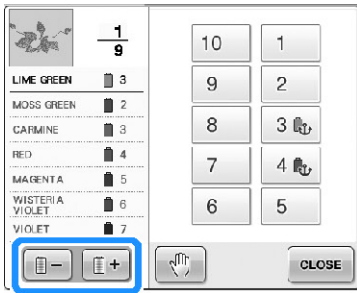 1
9
LIME GREEN 3
MOSS GREEN 2
CARMINE 3
RED 4
MAGENTA 5
WISTERIA
VIOLET 6
VIOLET 7
−
+
10 1
9 2
8 3
7 4
6 5
CLOSE